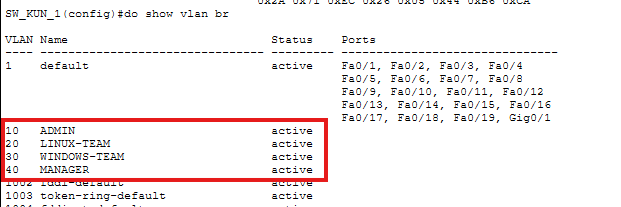 0x2A 0x71 0xEC 0x26 0x05 0x44 0xB6 0xCA
SW_KUN_1(config)#do show vlan br
VLAN Name Status Ports
---- -------------------------------- --------- -------------------------------
1 default active Fa0/1, Fa0/2, Fa0/3, Fa0/4
Fa0/5, Fa0/6, Fa0/7, Fa0/8
Fa0/9, Fa0/10, Fa0/11, Fa0/12
Fa0/13, Fa0/14, Fa0/15, Fa0/16
Fa0/17, Fa0/18, Fa0/19, Gig0/1
10 ADMIN active
20 LINUX-TEAM active
30 WINDOWS-TEAM active
40 MANAGER active
1002 fddi-default active
1003 token-ring-default active